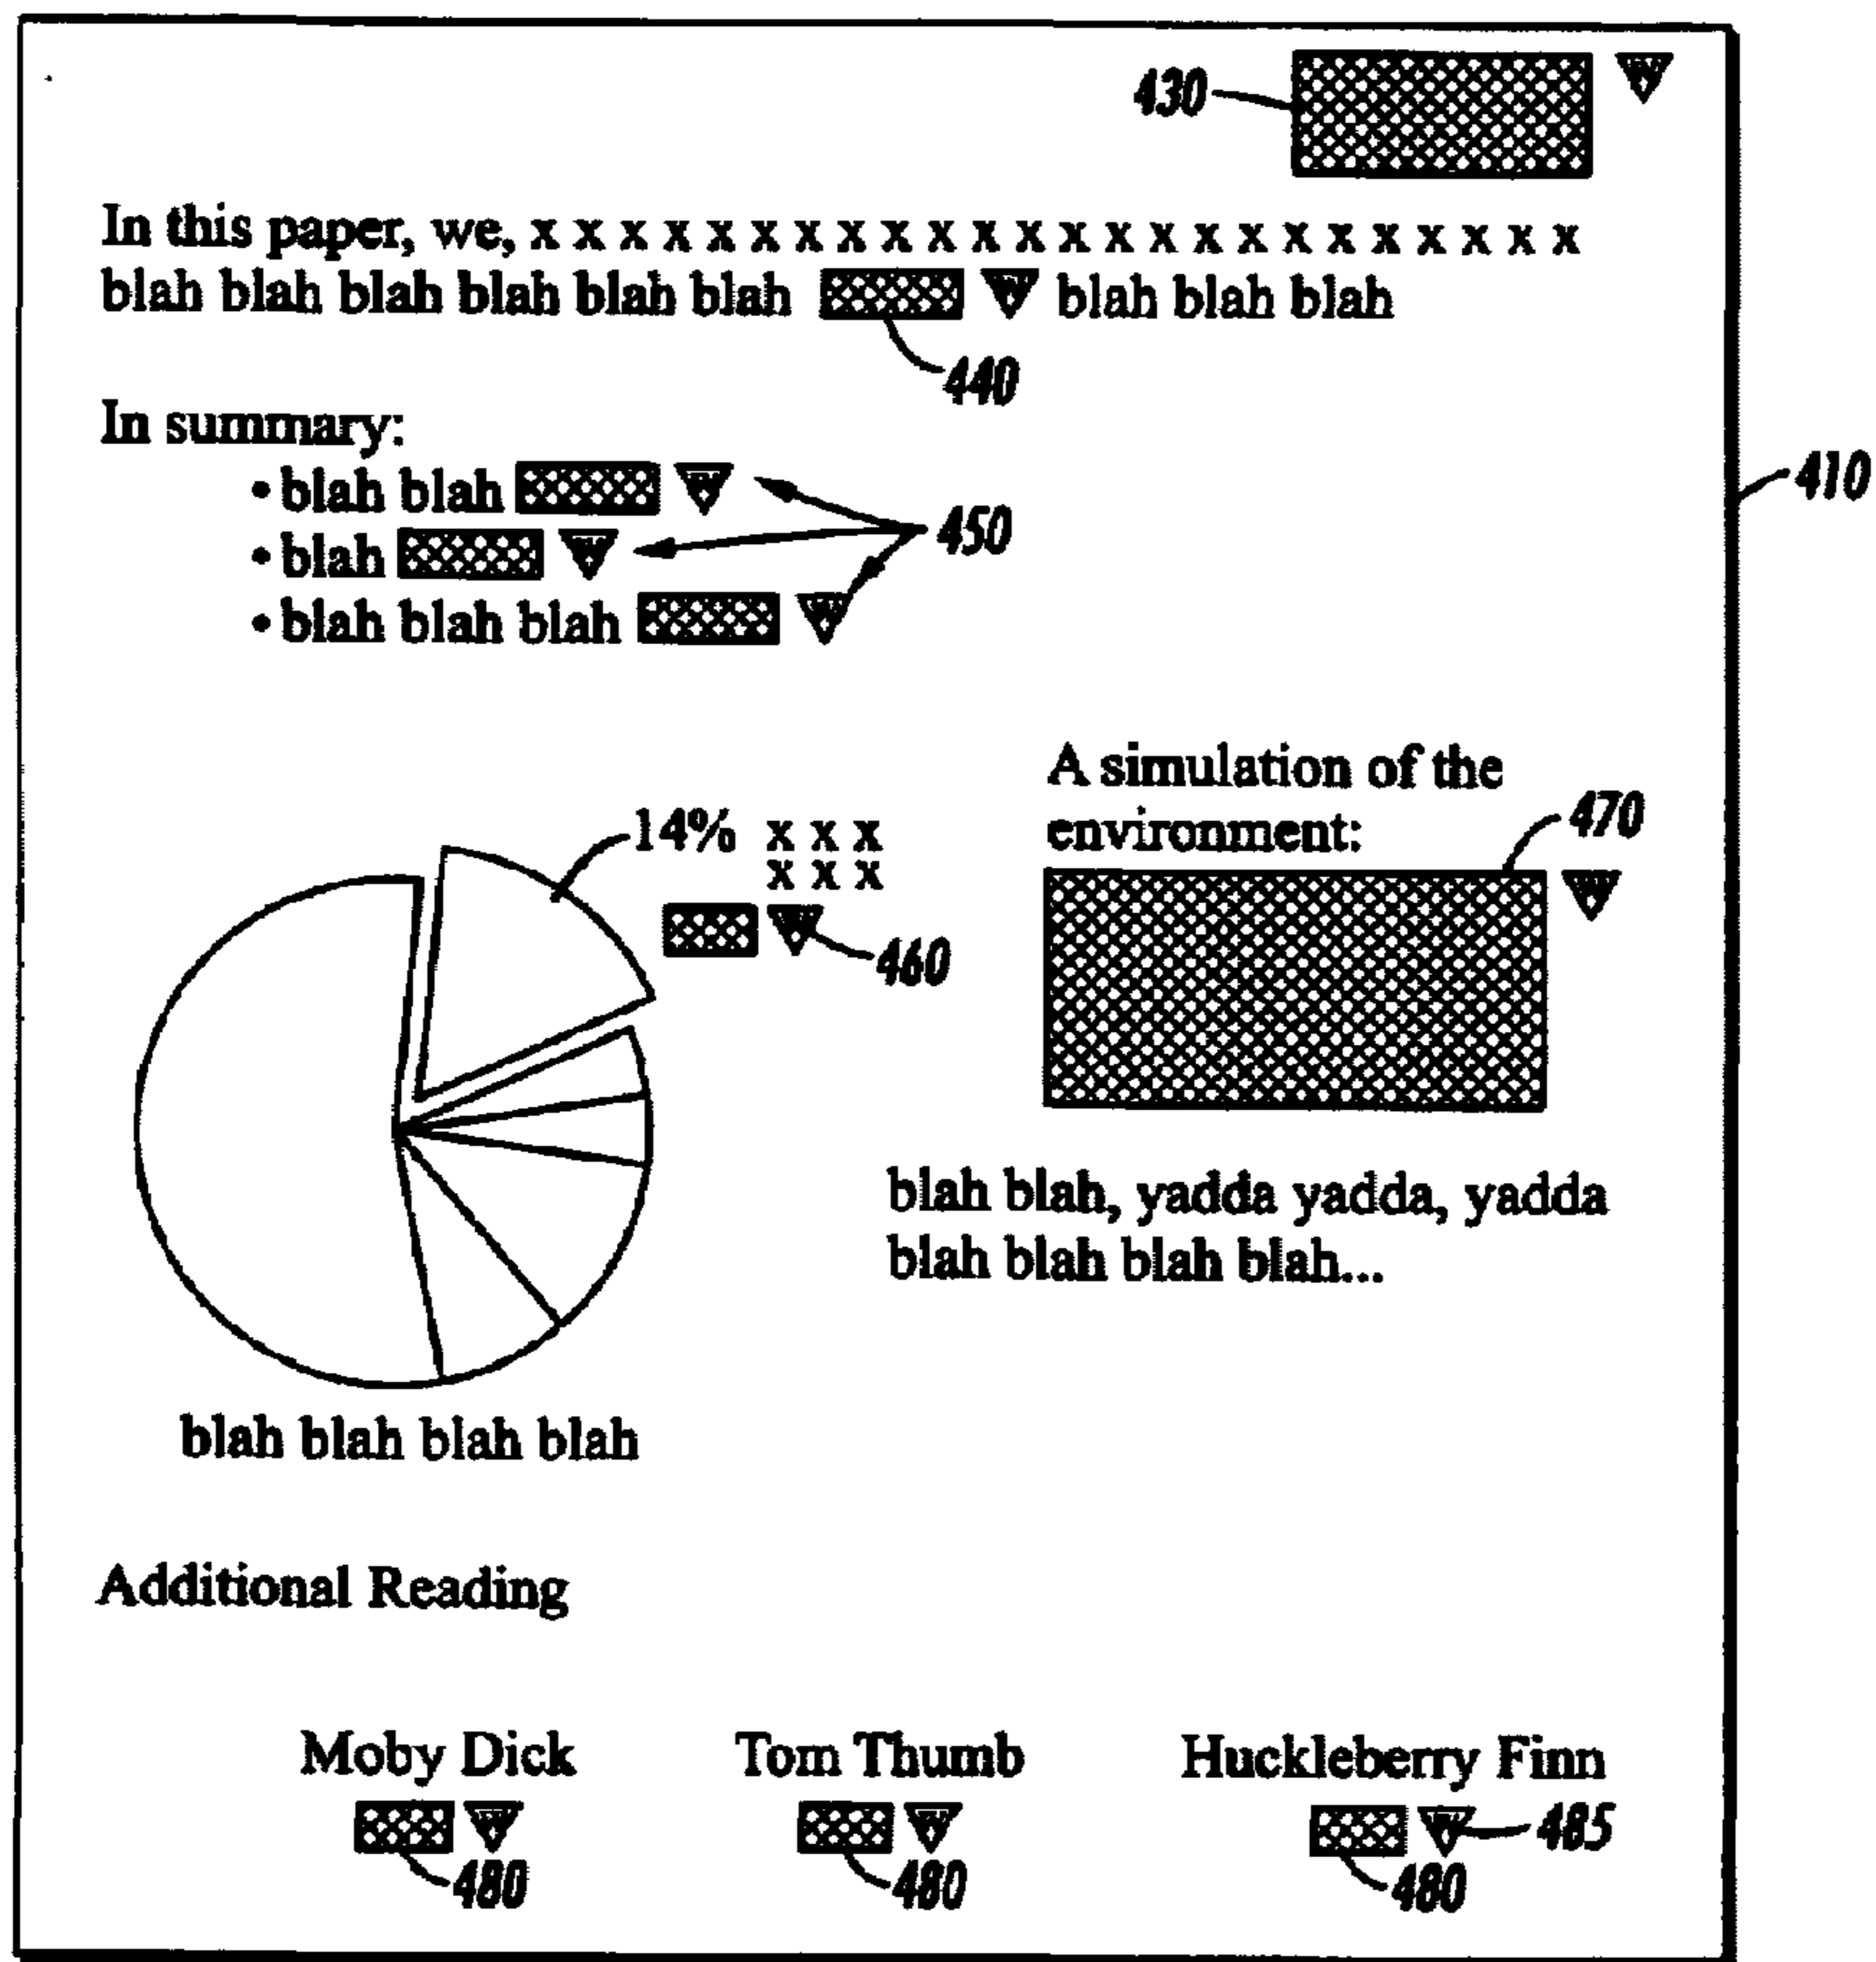 430
In this paper, we, x x x x x x x x x x x x x x x x x x x x x x x x
blah blah blah blah blah blah blah blah blah
440
In summary:
• blah blah
410
450
• blah
• blah blah blah
A simulation of the
environment:
470
14% x x x
x x x
460
blah blah, yadda yadda, yadda
blah blah blah blah...
blah blah blah blah
Additional Reading
Moby Dick Tom Thumb Huckleberry Finn
485
480 480 480